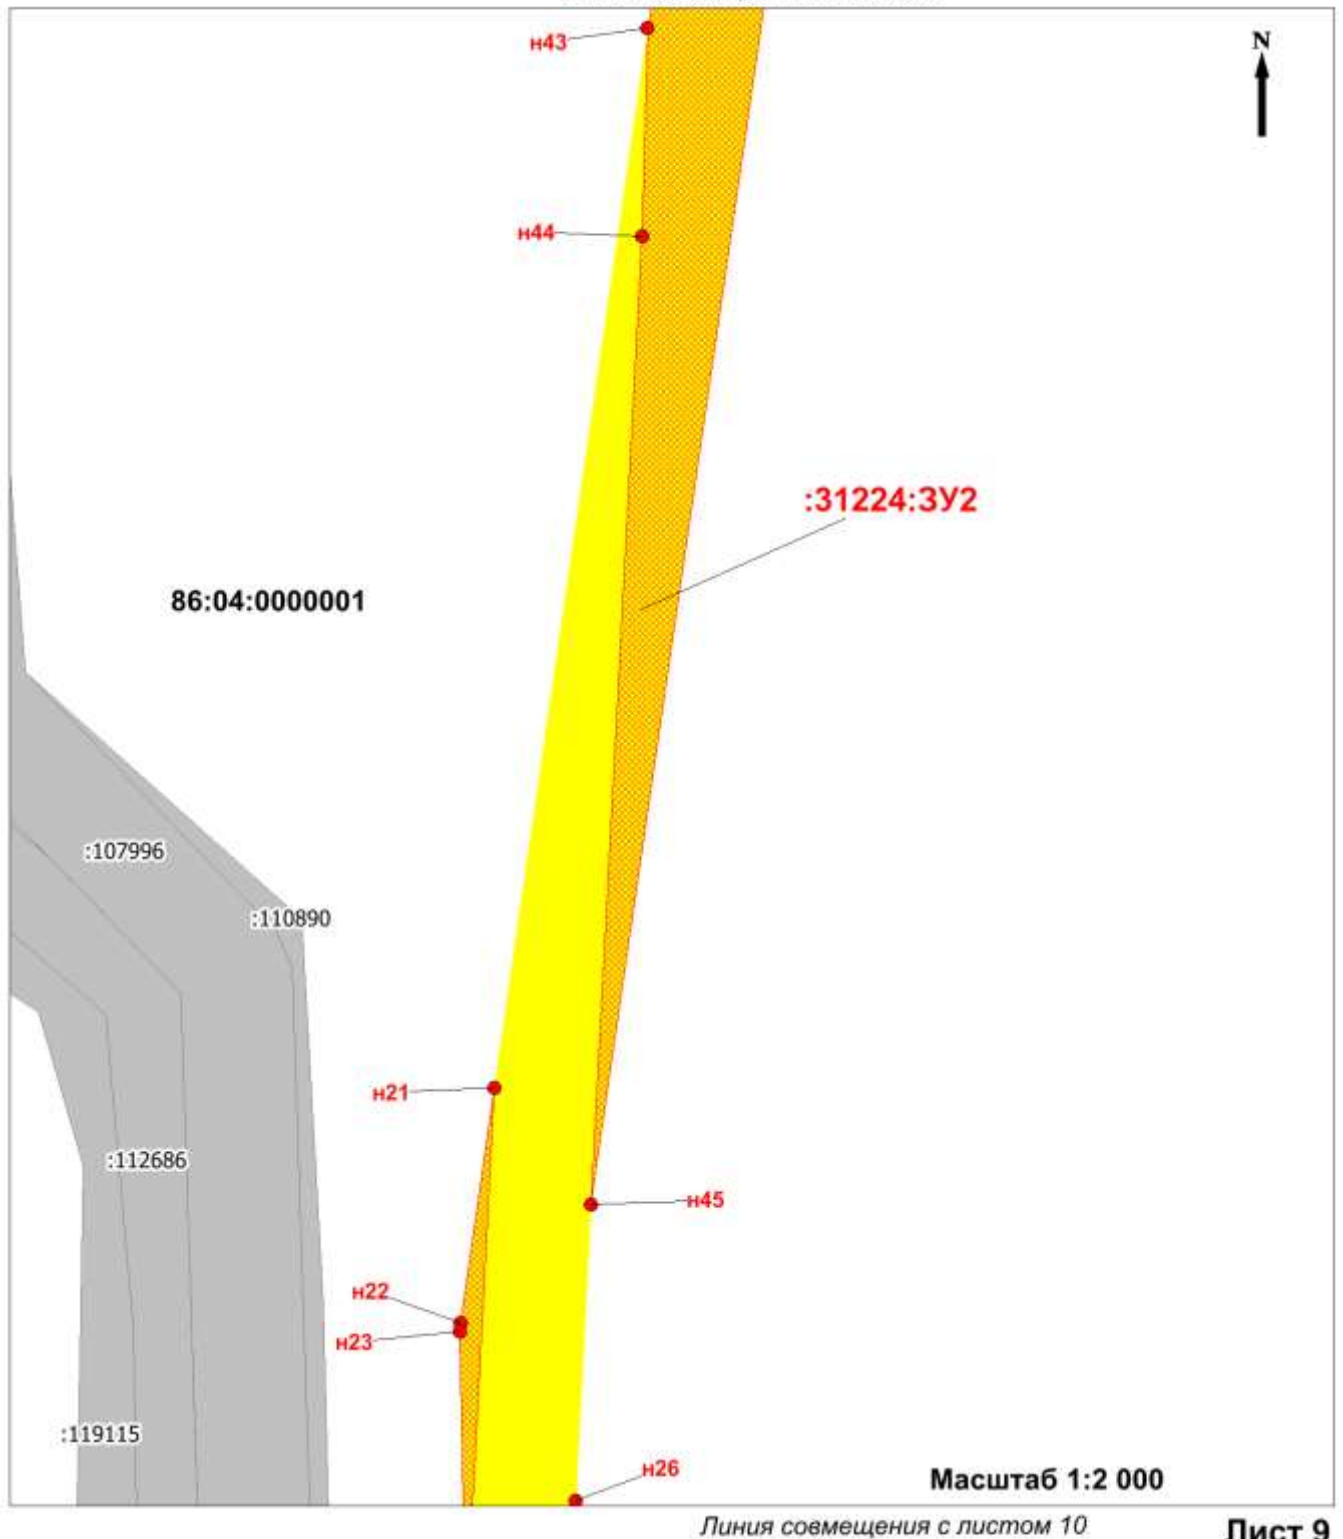 н43
N
н44
:31224:ЗУ2
86:04:0000001
:107996
:110890
н21
:112686
н45
н22
н23
:119115
н26
Масштаб 1:2 000
Линия совмещения с листом 10
Лист 9